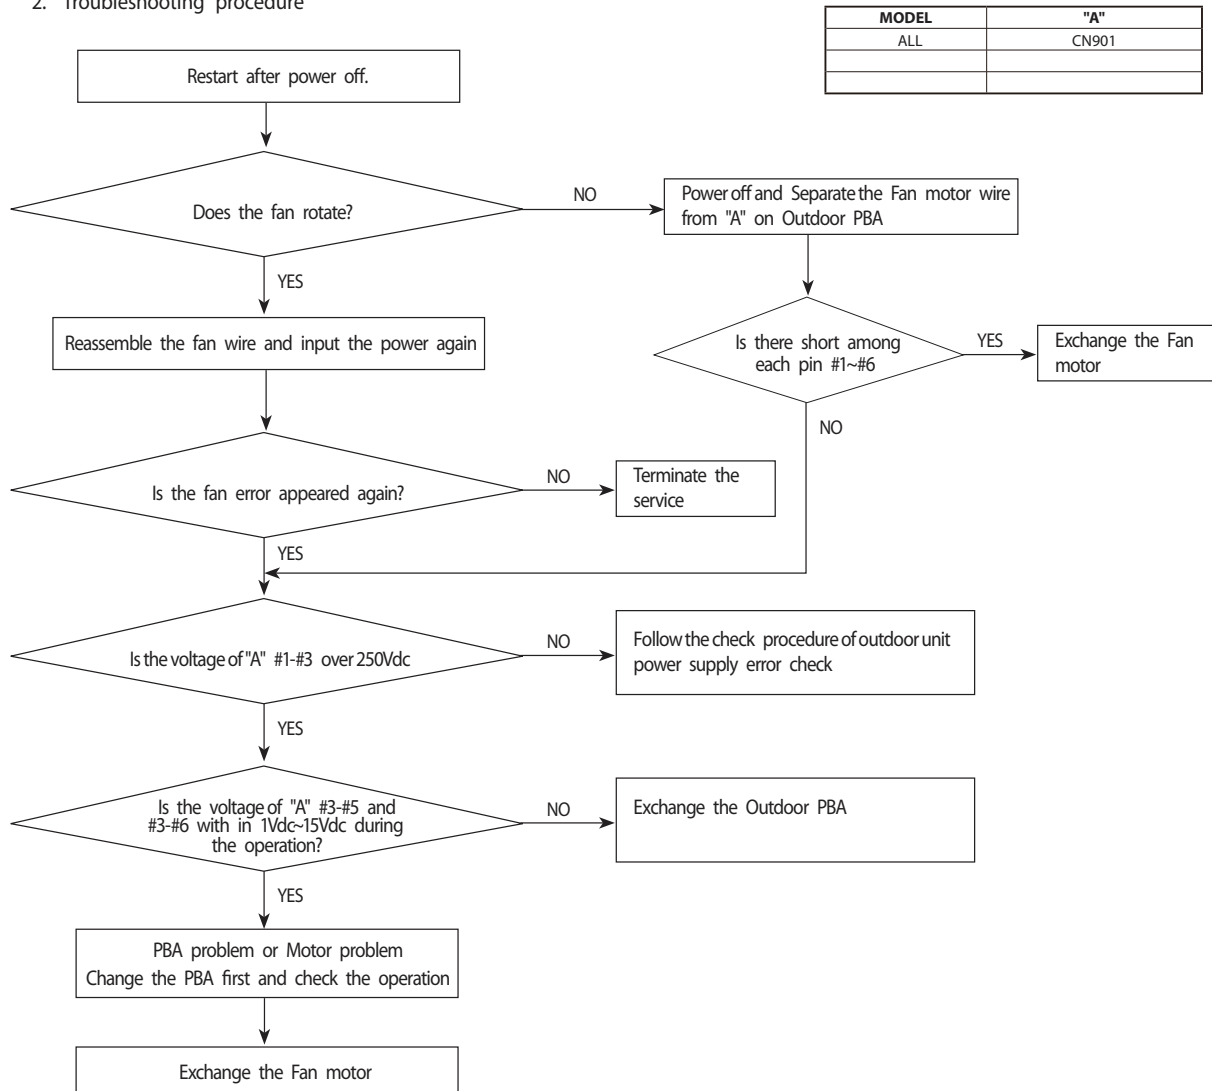 2. Troubleshooting procedure
MODEL "A"
ALL CN901
Restart after power off.
Does the fan rotate?
NO
Power off and Separate the Fan motor wire
from "A" on Outdoor PBA
YES
Reassemble the fan wire and input the power again
Is there short among
each pin #1~#6
YES
Exchange the Fan
motor
NO
Is the fan error appeared again?
NO
Terminate the
service
YES
Is the voltage of "A" #1-#3 over 250Vdc
NO
Follow the check procedure of outdoor unit
power supply error check
YES
Is the voltage of "A" #3-#5 and
#3-#6 with in 1Vdc~15Vdc during
the operation?
NO
Exchange the Outdoor PBA
YES
PBA problem or Motor problem
Change the PBA first and check the operation
Exchange the Fan motor